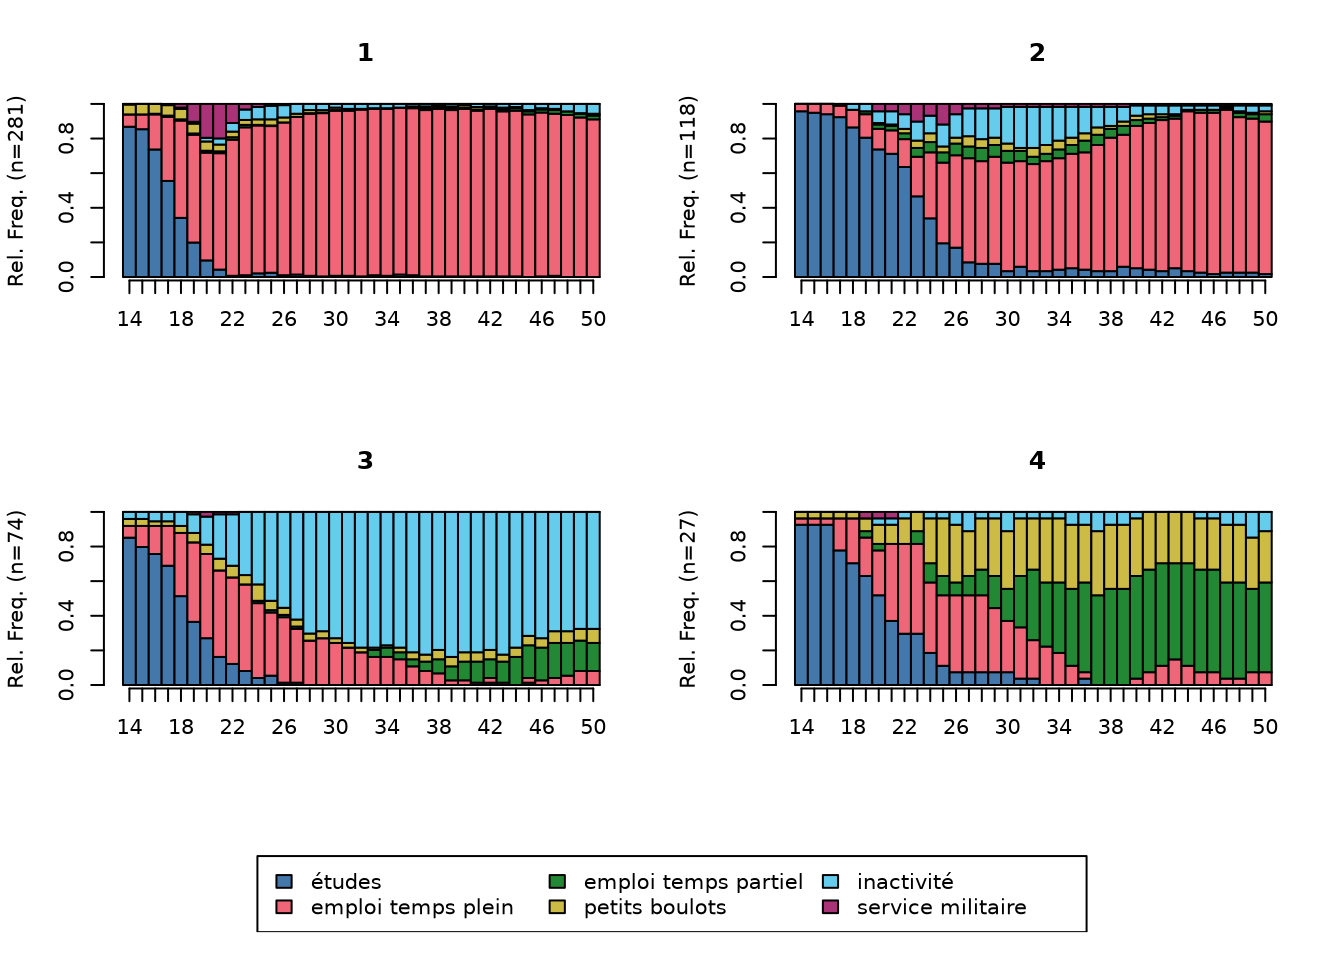 1
Rel. Freq. (n=281)
0.0 0.4 0.8
14 18 22 26 30 34 38 42 46 50
2
Rel. Freq. (n=118)
0.0 0.4 0.8
14 18 22 26 30 34 38 42 46 50
3
Rel. Freq. (n=74)
0.0 0.4 0.8
14 18 22 26 30 34 38 42 46 50
4
Rel. Freq. (n=27)
0.0 0.4 0.8
14 18 22 26 30 34 38 42 46 50
études emploi temps partiel inactivité
emploi temps plein petits boulots service militaire